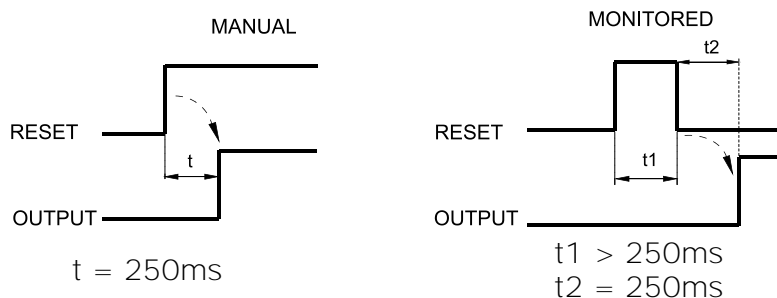 MANUAL
RESET
t
OUTPUT
t = 250ms
MONITORED
t2
RESET
t1
OUTPUT
t1 > 250ms
t2 = 250ms